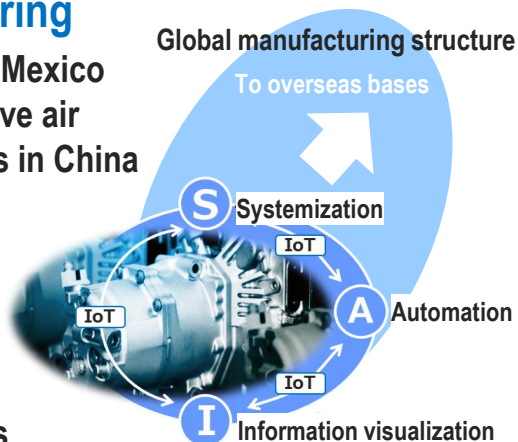 ring
Global manufacturing structure
Mexico
ve air
To overseas bases
s in China
S
Systemization
IoT
IoT
A
Automation
IoT
I
Information visualization
s